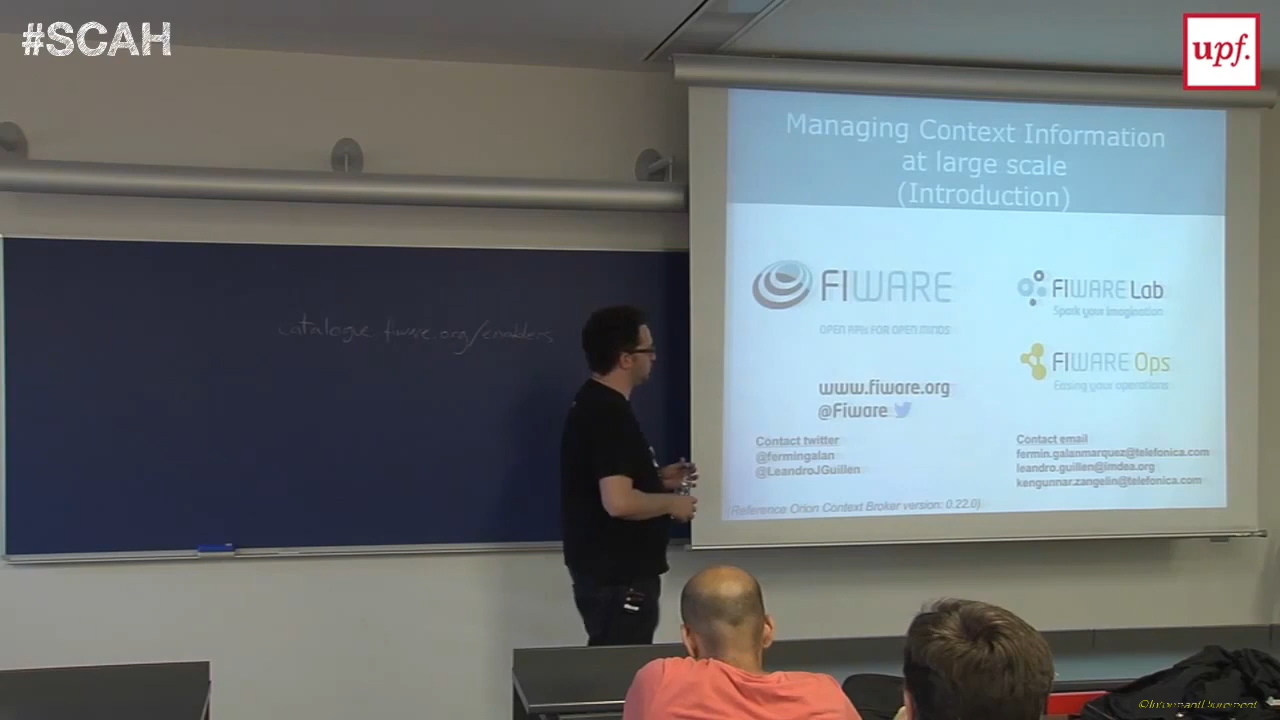 #SCAH
upf.
Managing Context Information
at large scale
(Introduction)
FIWARE
OPEN APIs FOR OPEN MINDS
FIWARE Lab
Spark your imagination
FIWARE Ops
Easing your operations
www.fiware.org
@Fiware
Contact twitter
@fermingalan
@LeandroJGuillen
Contact email
fermin.galanmarquez@telefonica.com
leandro.guillen@imdea.org
kengunnar.zangelin@telefonica.com
(Reference Orion Context Broker version: 0.22.0)
catalogue.fiware.org/enablers